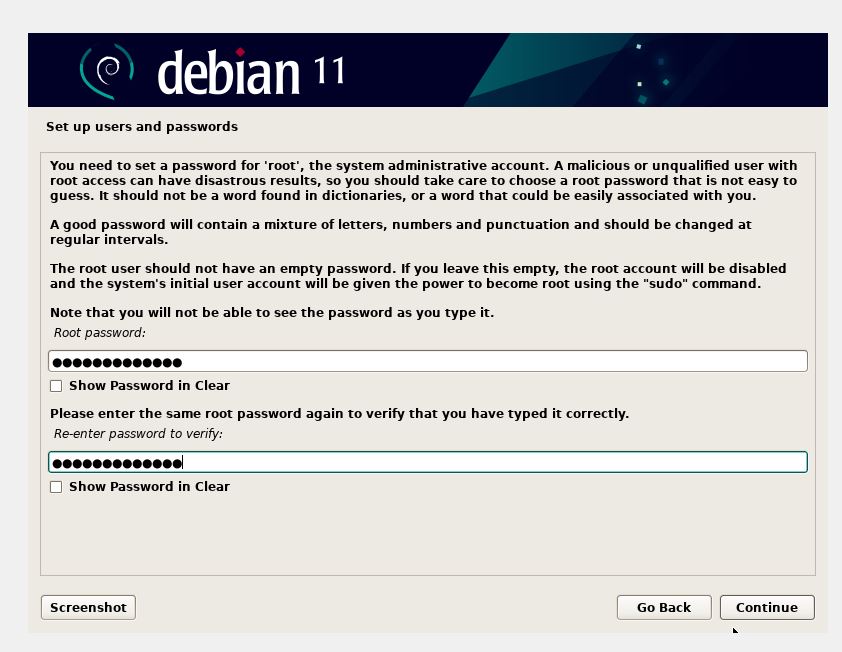 debian 11
Set up users and passwords
You need to set a password for 'root', the system administrative account. A malicious or unqualified user with
root access can have disastrous results, so you should take care to choose a root password that is not easy to
guess. It should not be a word found in dictionaries, or a word that could be easily associated with you.
A good password will contain a mixture of letters, numbers and punctuation and should be changed at
regular intervals.
The root user should not have an empty password. If you leave this empty, the root account will be disabled
and the system's initial user account will be given the power to become root using the "sudo" command.
Note that you will not be able to see the password as you type it.
Root password:
●●●●●●●●●●●●●
Show Password in Clear
Please enter the same root password again to verify that you have typed it correctly.
Re-enter password to verify:
●●●●●●●●●●●●●
Show Password in Clear
Screenshot Go Back Continue